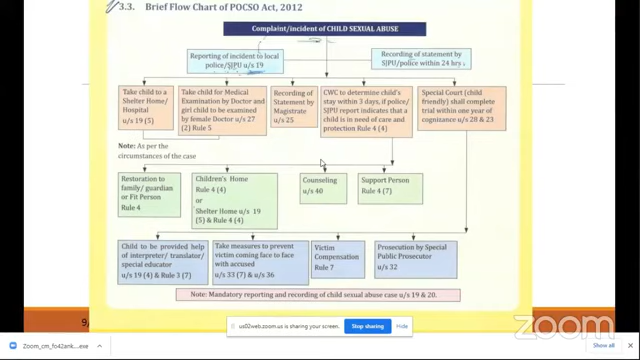 3.3. Brief Flow Chart of POCSO Act, 2012
Complaint/incident of CHILD SEXUAL ABUSE
Reporting of incident to local
police/SJPU u/s 19
Recording of statement by
SJPU/police within 24 hrs.
Take child to a
Shelter Home/
Hospital
u/s 19 (5)
Take child for Medical
Examination by Doctor and
girl child to be examined
by female Doctor u/s 27
(2) Rule 5
Recording of
Statement by
Magistrate
u/s 25
CWC to determine child's
stay within 3 days, if police/
SJPU report indicates that a
child is in need of care and
protection Rule 4 (4)
Special Court (child
friendly) shall complete
trial within one year of
cognizance u/s 28 & 23
Note: As per the
circumstances of the case
Restoration to
family/ guardian
or Fit Person
Rule 4
Children's Home
Rule 4 (4)
or
Shelter Home u/s 19
(5) & Rule 4 (4)
Counseling
u/s 40
Support Person
Rule 4 (7)
Child to be provided help
of interpreter/ translator/
special educator
u/s 19 (4) & Rule 3 (7)
Take measures to prevent
victim coming face to face
with accused
u/s 33 (7) & u/s 36
Victim
Compensation
Rule 7
Prosecution by Special
Public Prosecutor
u/s 32
Note: Mandatory reporting and recording of child sexual abuse case u/s 19 & 20.
9/
us02web.zoom.us is sharing your screen.
Stop sharing
Hide
zoom
Zoom_cm_fo42ank....exe
Show all